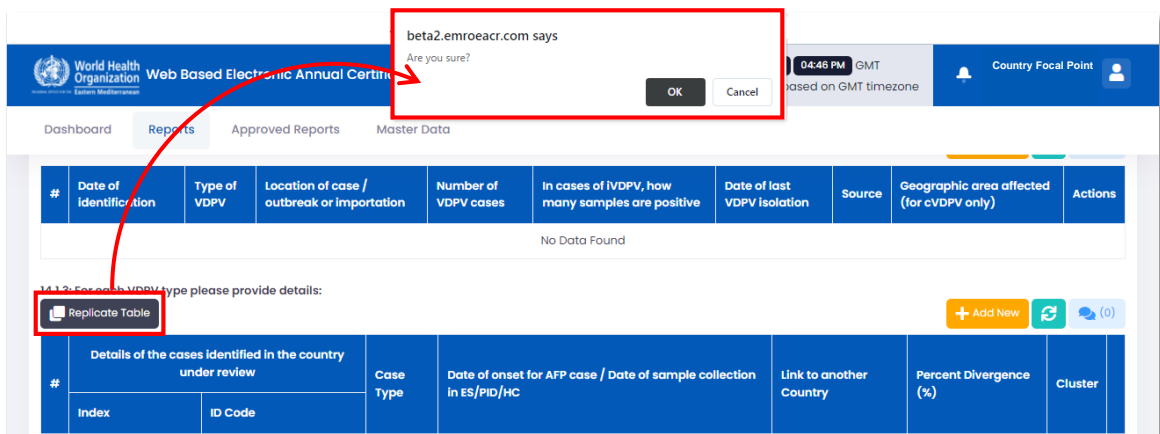 beta2.emroeacr.com says
Are you sure?
OK
Cancel
World Health
Organization
Eastern Mediterranean
Web Based Electronic Annual Certific
04:46 PM GMT
based on GMT timezone
Country Focal Point
Dashboard
Reports
Approved Reports
Master Data
#
Date of
identification
Type of
VDPV
Location of case /
outbreak or importation
Number of
VDPV cases
In cases of iVDPV, how
many samples are positive
Date of last
VDPV isolation
Source
Geographic area affected
(for cVDPV only)
Actions
No Data Found
14.1.3: For each VDPV type please provide details:
Replicate Table
Add New
(0)
#
Details of the cases identified in the country
under review
Index
ID Code
Case
Type
Date of onset for AFP case / Date of sample collection
in ES/PID/HC
Link to another
Country
Percent Divergence
(%)
Cluster